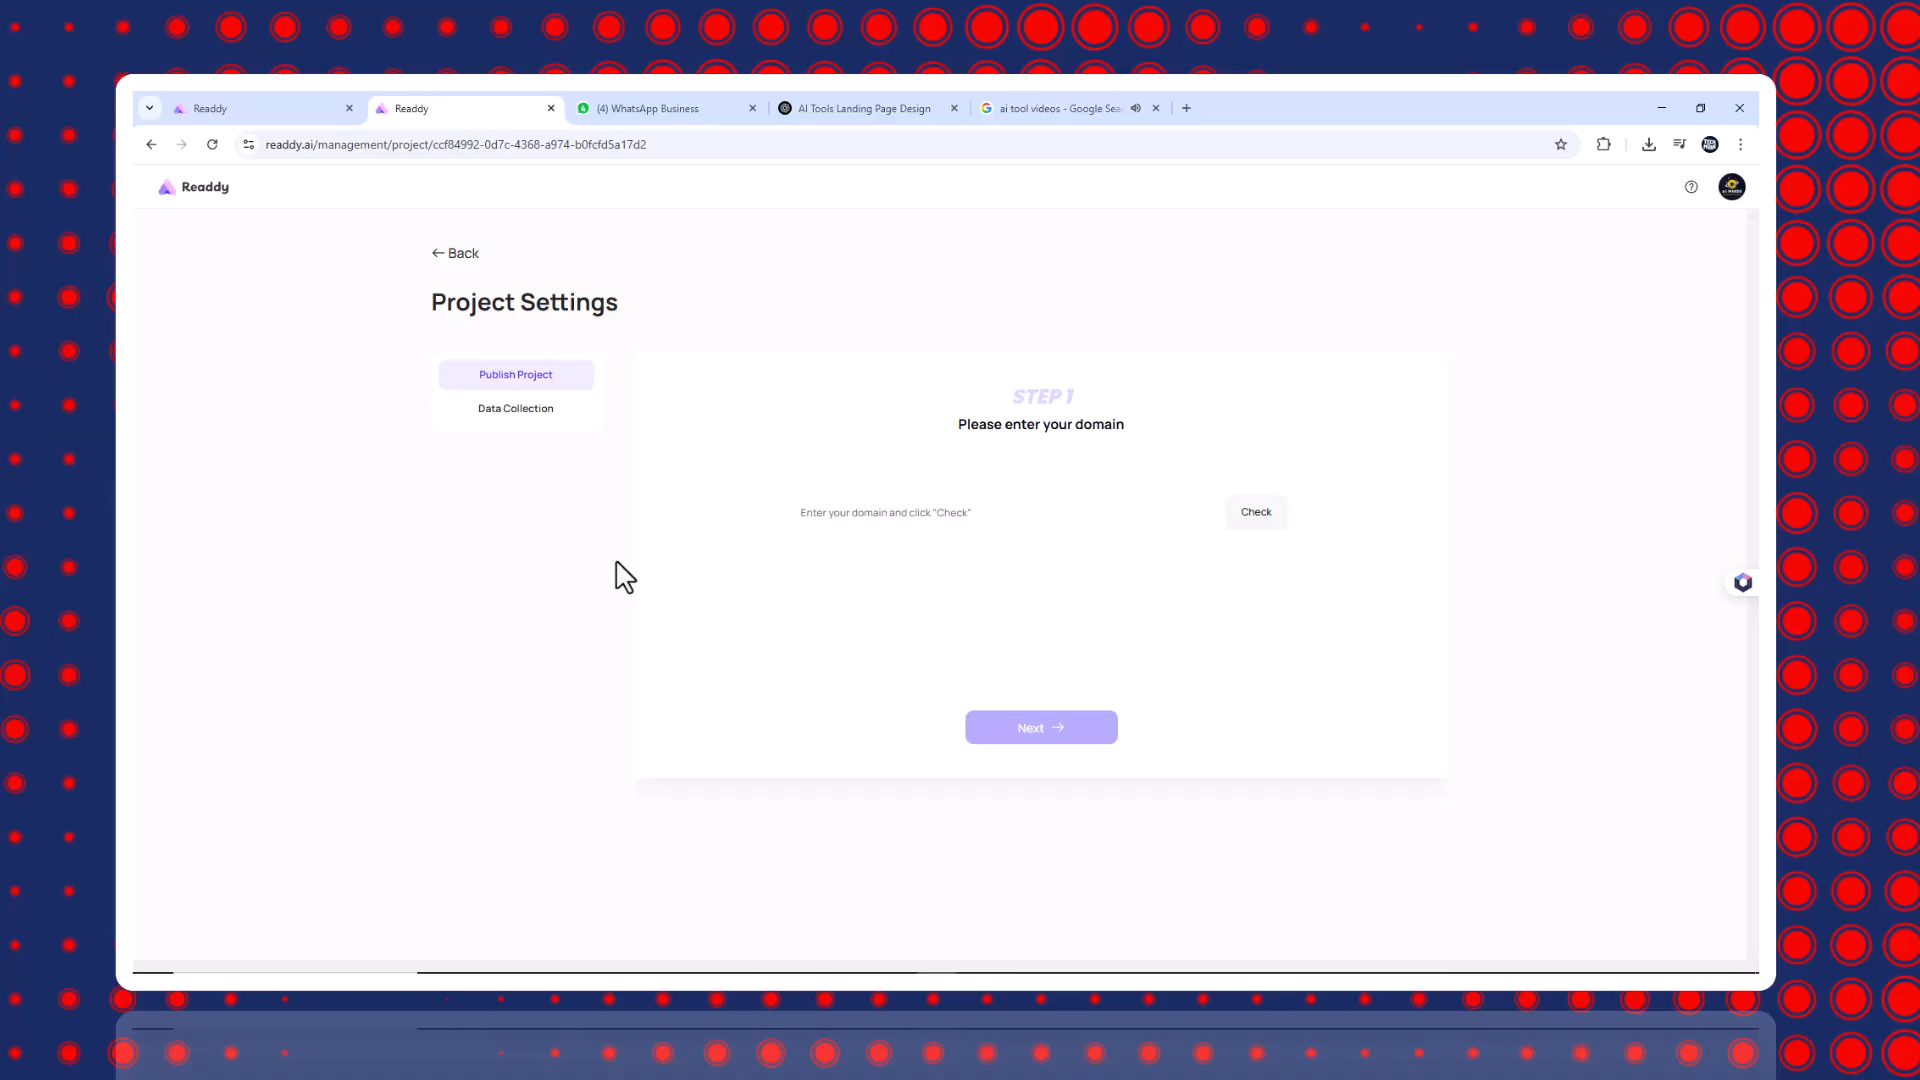 Readdy
Readdy
(4) WhatsApp Business
AI Tools Landing Page Design
ai tool videos - Google Sea
readdy.ai/management/project/ccf84992-0d7c-4368-a974-b0fcfd5a17d2
Readdy
Back
Project Settings
Publish Project
Data Collection
STEP 1
Please enter your domain
Enter your domain and click "Check"
Check
Next